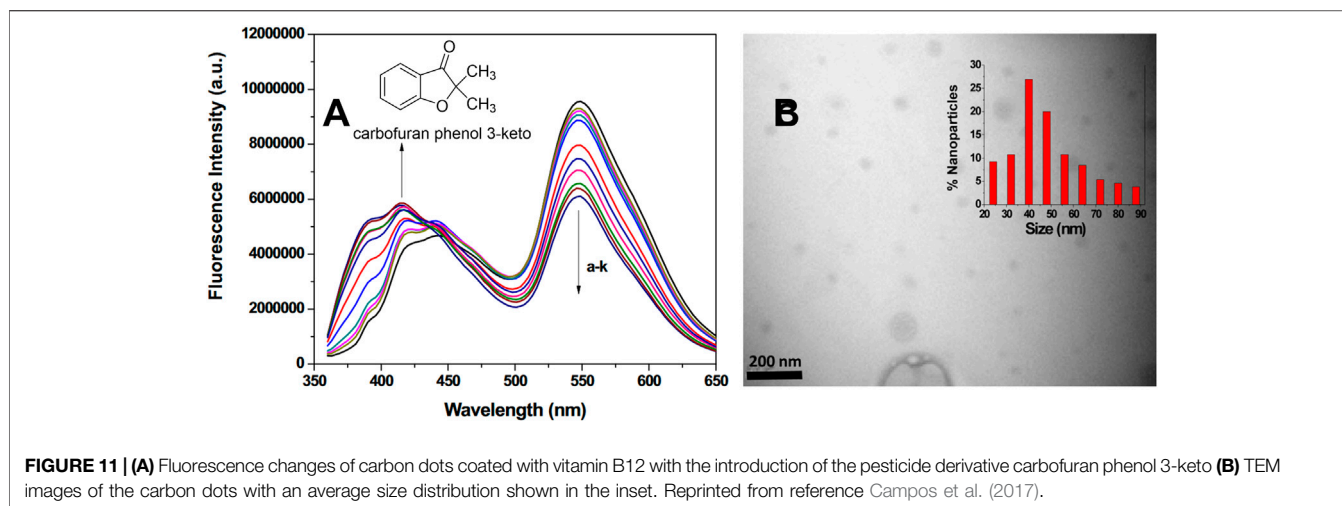 12000000
10000000
8000000
6000000
4000000
2000000
0
Fluorescence Intensity (a.u.)
A
O
CH3
CH3
O
carbofuran phenol 3-keto
a-k
350 400 450 500 550 600 650
Wavelength (nm)
B
30
25
20
15
10
5
0
% Nanoparticles
20 30 40 50 60 70 80 90
Size (nm)
200 nm
FIGURE 11 | (A) Fluorescence changes of carbon dots coated with vitamin B12 with the introduction of the pesticide derivative carbofuran phenol 3-keto (B) TEM
images of the carbon dots with an average size distribution shown in the inset. Reprinted from reference Campos et al. (2017).